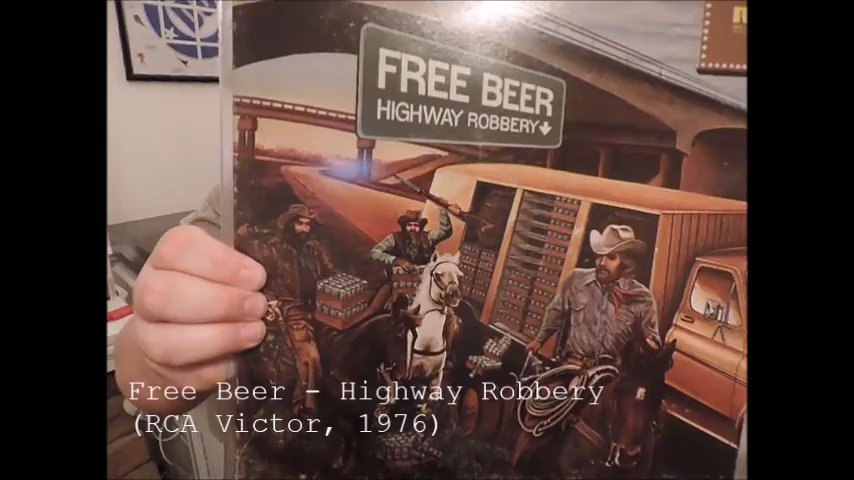 FREE BEER
HIGHWAY ROBBERY
Free Beer - Highway Robbery
(RCA Victor, 1976)